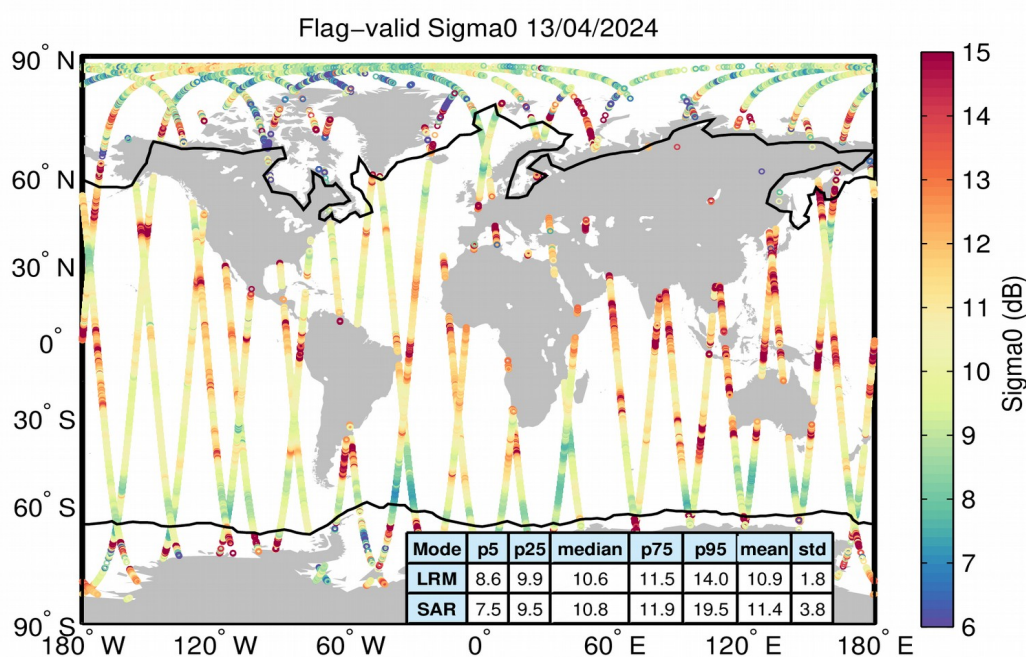 Flag−valid Sigma0 13/04/2024
90° N
60° N
30° N
0°
30° S
60° S
90° S
180° W
120° W
60° W
0°
60° E
120° E
180° E
Mode p5 p25 median p75 p95 mean std
LRM 8.6 9.9 10.6 11.5 14.0 10.9 1.8
SAR 7.5 9.5 10.8 11.9 19.5 11.4 3.8
15
14
13
12
11
10
9
8
7
6
Sigma0 (dB)